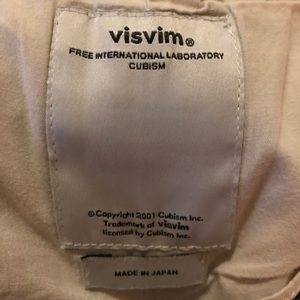 visvim®
FREE INTERNATIONAL LABORATORY
CUBISM
© Copyright 2001 Cubism Inc.
Trademark of visvim
licensed by Cubism Inc.
MADE IN JAPAN